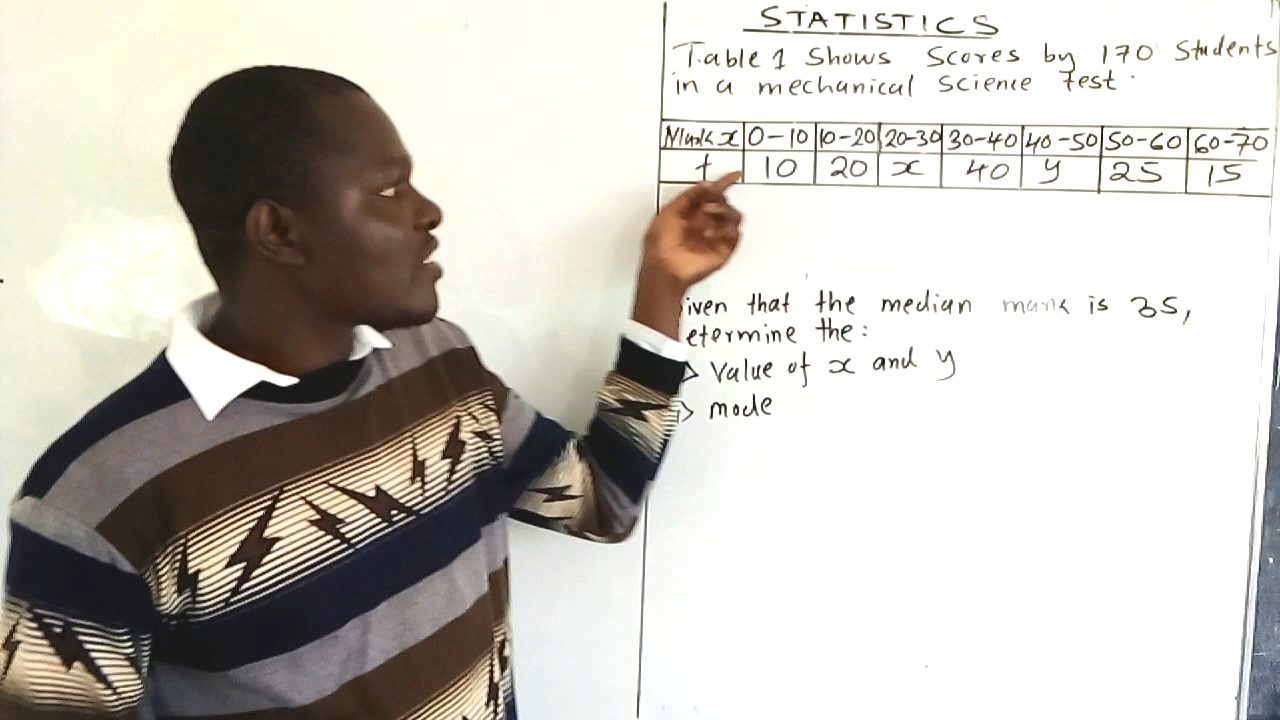 STATISTICS
Table 1 Shows Scores by 170 Students
in a mechanical Science Test.
Mark x 0-10 10-20 20-30 30-40 40-50 50-60 60-70
f 10 20 x 40 y 25 15
iven that the median mark is 35,
etermine the:
> Value of x and y
i> mode